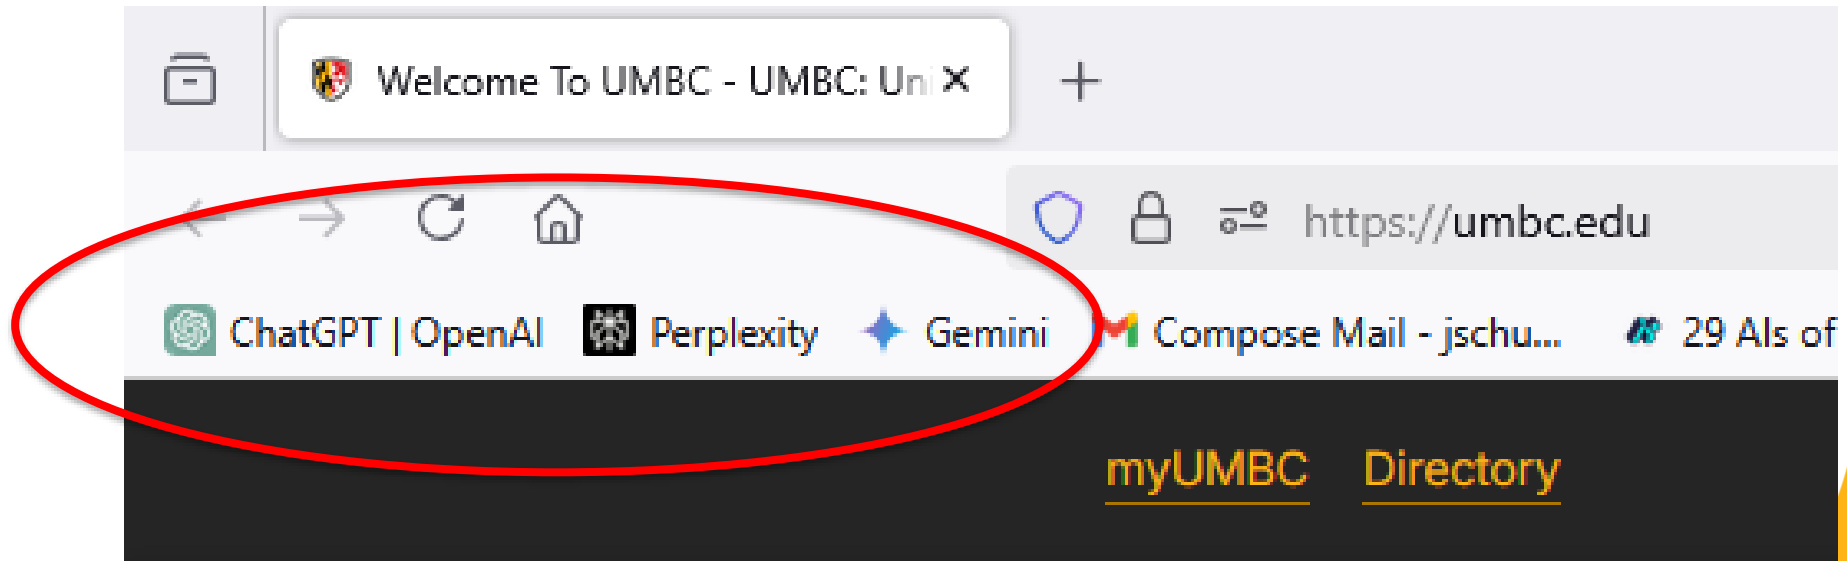 Welcome To UMBC - UMBC: Uni
https://umbc.edu
ChatGPT | OpenAI Perplexity Gemini Compose Mail - jschu... 29 AIs of
myUMBC Directory